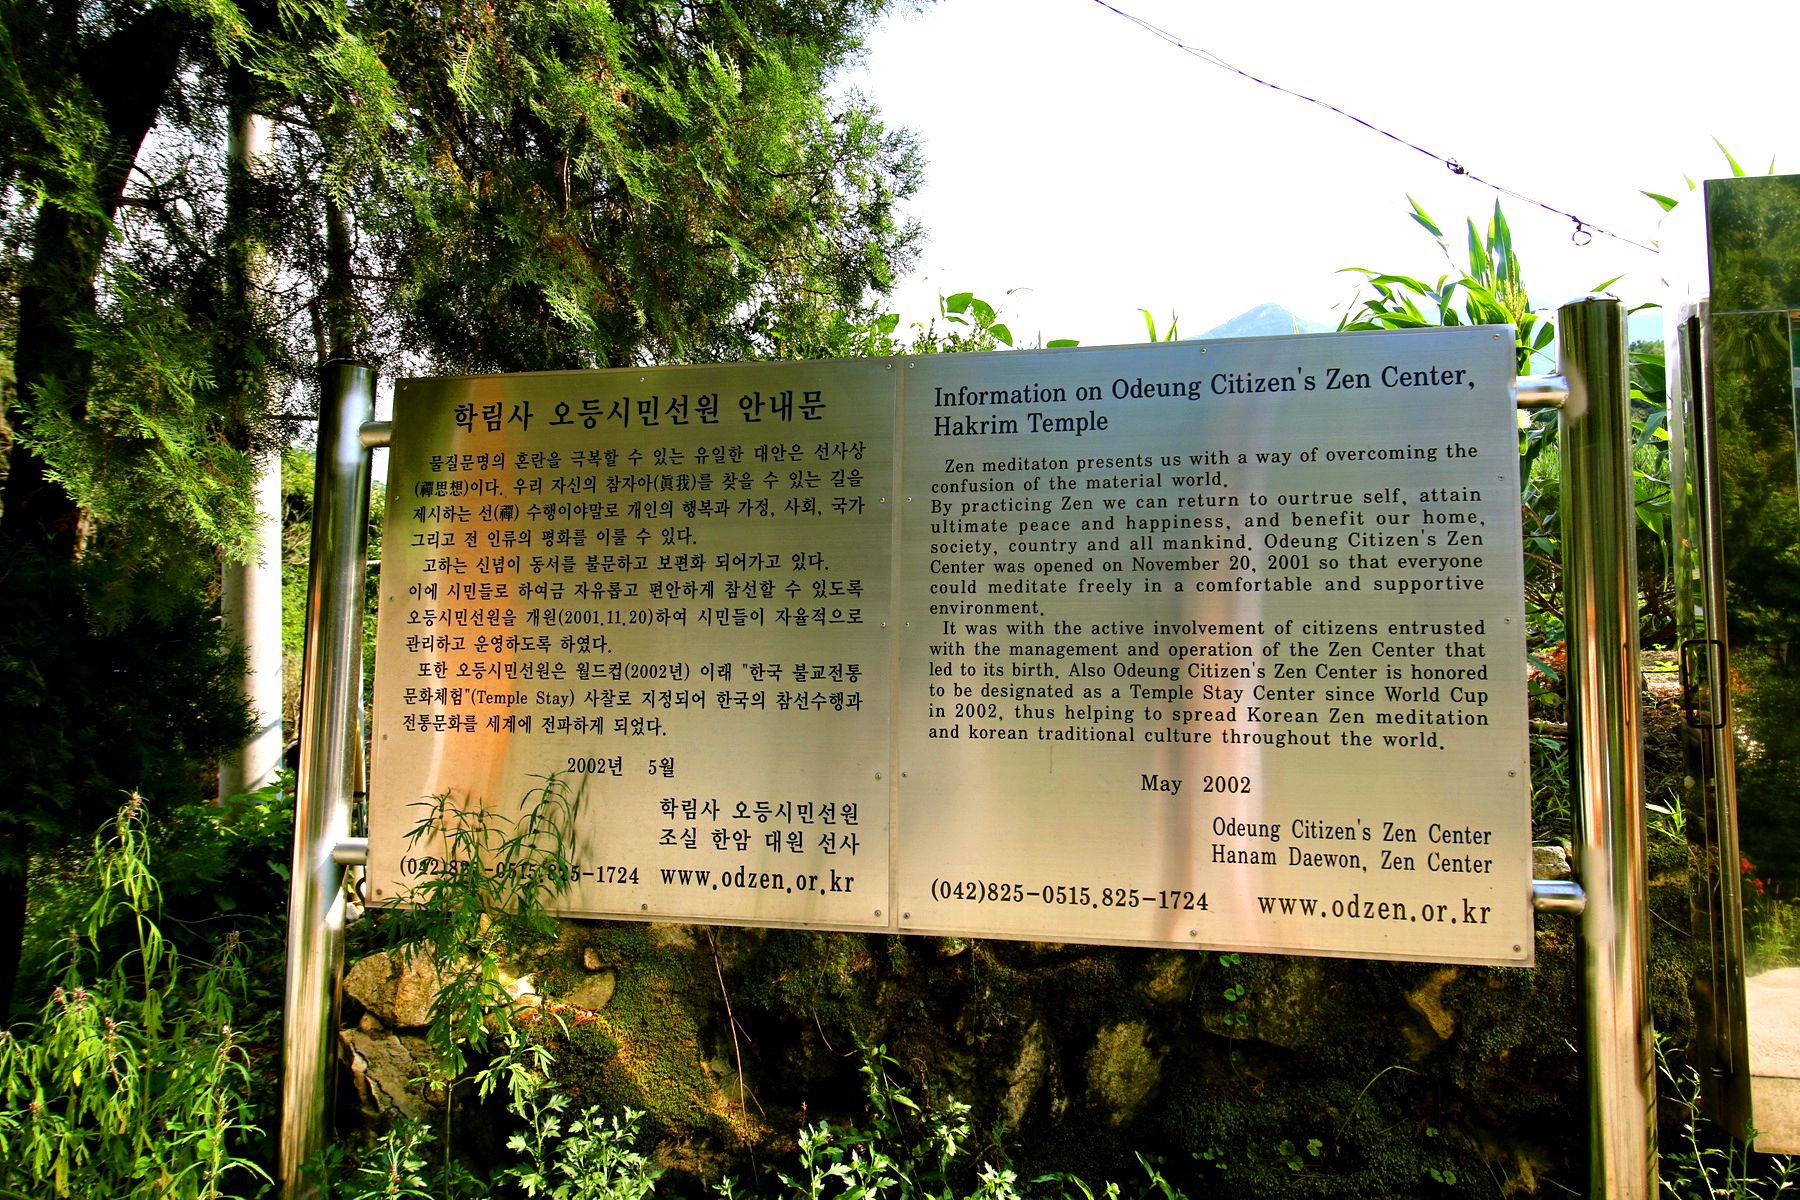 학림사 오등시민선원 안내문
물질문명의 혼란을 극복할 수 있는 유일한 대안은 선사상
(禪思想)이다. 우리 자신의 참자아(眞我)를 찾을 수 있는 길을
제시하는 선(禪) 수행이야말로 개인의 행복과 가정, 사회, 국가
그리고 전 인류의 평화를 이룰 수 있다.
고하는 신념이 동서를 불문하고 보편화 되어가고 있다.
이에 시민들로 하여금 자유롭고 편안하게 참선할 수 있도록
오등시민선원을 개원(2001.11.20)하여 시민들이 자율적으로
관리하고 운영하도록 하였다.
또한 오등시민선원은 월드컵(2002년) 이래 "한국 불교전통
문화체험"(Temple Stay) 사찰로 지정되어 한국의 참선수행과
전통문화를 세계에 전파하게 되었다.
2002년 5월
학림사 오등시민선원
조실 한암 대원 선사
(042)825-0515.825-1724 www.odzen.or.kr
Information on Odeung Citizen's Zen Center,
Hakrim Temple
Zen meditaton presents us with a way of overcoming the
confusion of the material world.
By practicing Zen we can return to ourtrue self, attain
ultimate peace and happiness, and benefit our home,
society, country and all mankind. Odeung Citizen's Zen
Center was opened on November 20, 2001 so that everyone
could meditate freely in a comfortable and supportive
environment.
It was with the active involvement of citizens entrusted
with the management and operation of the Zen Center that
led to its birth. Also Odeung Citizen's Zen Center is honored
to be designated as a Temple Stay Center since World Cup
in 2002, thus helping to spread Korean Zen meditation
and korean traditional culture throughout the world.
May 2002
Odeung Citizen's Zen Center
Hanam Daewon, Zen Center
(042)825-0515.825-1724 www.odzen.or.kr